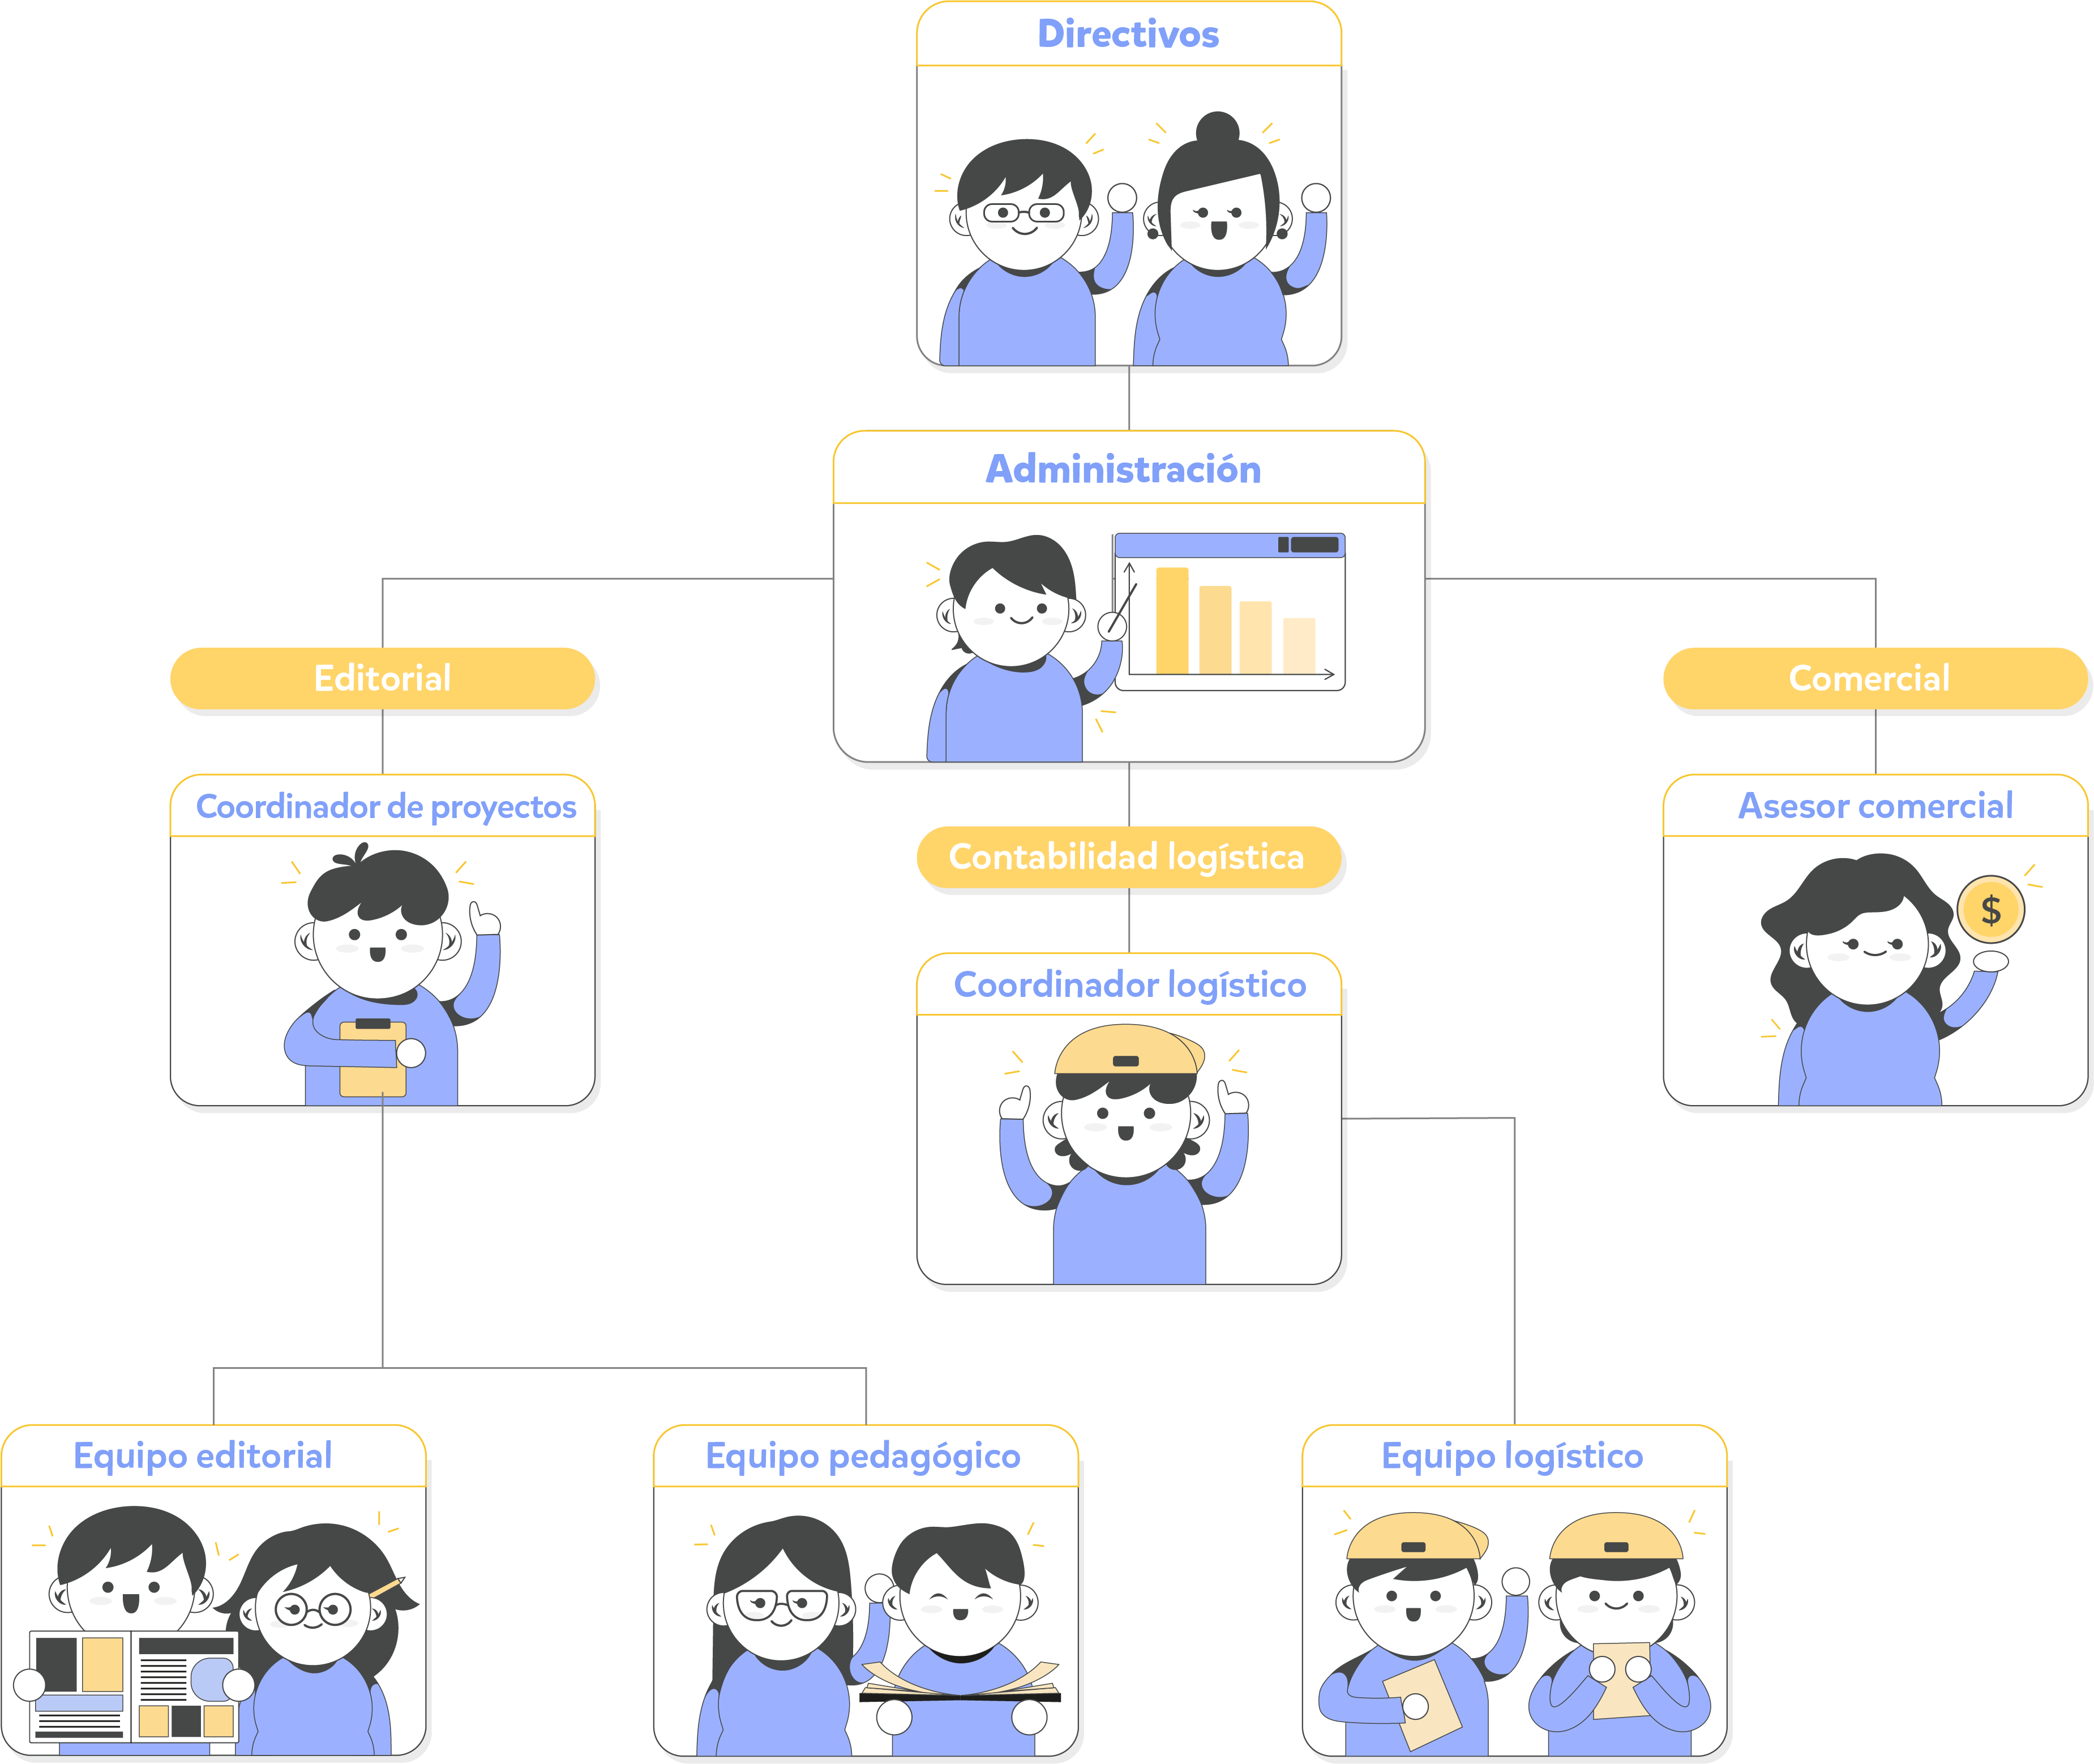 Directivos
Administración
Editorial
Comercial
Coordinador de proyectos
Asesor comercial
Contabilidad logística
Coordinador logístico
$
Equipo editorial
Equipo pedagógico
Equipo logístico